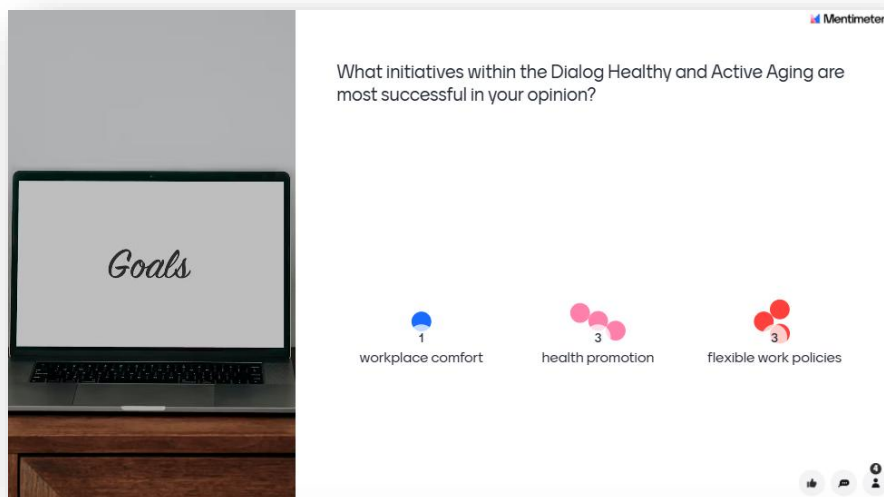 Mentimeter
What initiatives within the Dialog Healthy and Active Aging are
most successful in your opinion?
Goals
1
3
3
workplace comfort
health promotion
flexible work policies
4